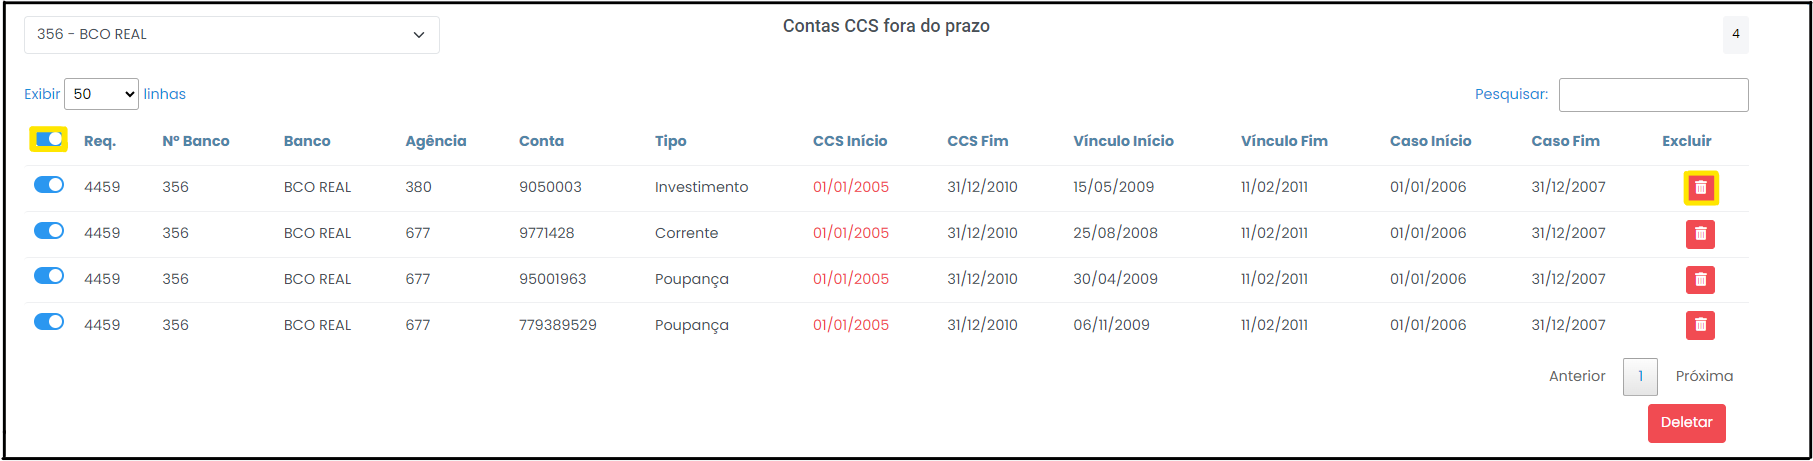 356 - BCO REAL
Contas CCS fora do prazo
4
Exibir 50 linhas
Pesquisar:
Req. Nº Banco Banco Agência Conta Tipo CCS Início CCS Fim Vínculo Início Vínculo Fim Caso Início Caso Fim Excluir
4459 356 BCO REAL 380 9050003 Investimento 01/01/2005 31/12/2010 15/05/2009 11/02/2011 01/01/2006 31/12/2007
4459 356 BCO REAL 677 9771428 Corrente 01/01/2005 31/12/2010 25/08/2008 11/02/2011 01/01/2006 31/12/2007
4459 356 BCO REAL 677 95001963 Poupança 01/01/2005 31/12/2010 30/04/2009 11/02/2011 01/01/2006 31/12/2007
4459 356 BCO REAL 677 779389529 Poupança 01/01/2005 31/12/2010 06/11/2009 11/02/2011 01/01/2006 31/12/2007
Anterior 1 Próxima
Deletar